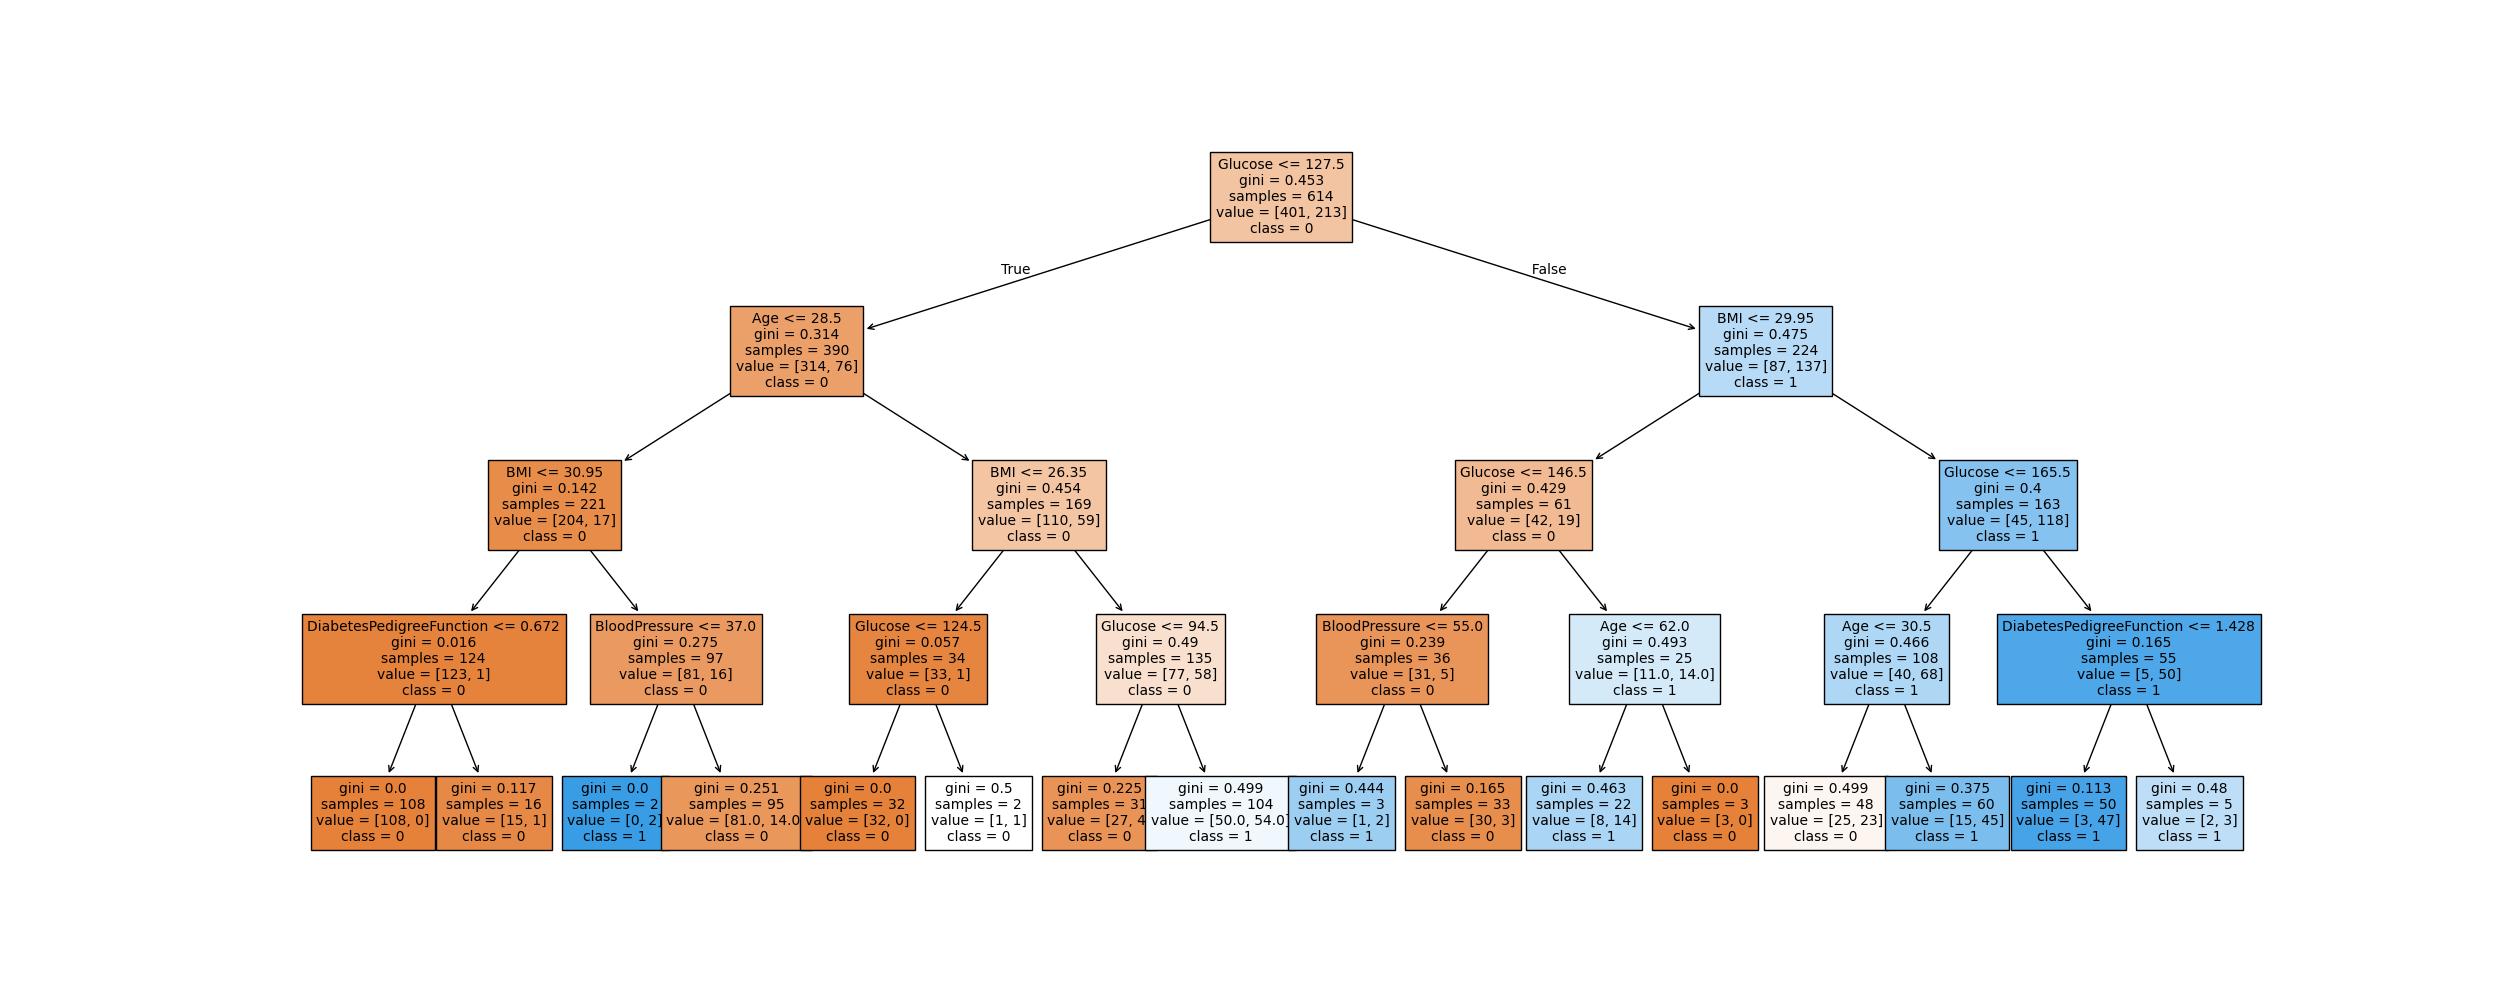 Glucose <= 127.5
gini = 0.453
samples = 614
value = [401, 213]
class = 0
True
False
Age <= 28.5
gini = 0.314
samples = 390
value = [314, 76]
class = 0
BMI <= 29.95
gini = 0.475
samples = 224
value = [87, 137]
class = 1
BMI <= 30.95
gini = 0.142
samples = 221
value = [204, 17]
class = 0
BMI <= 26.35
gini = 0.454
samples = 169
value = [110, 59]
class = 0
Glucose <= 146.5
gini = 0.429
samples = 61
value = [42, 19]
class = 0
Glucose <= 165.5
gini = 0.4
samples = 163
value = [45, 118]
class = 1
DiabetesPedigreeFunction <= 0.672
gini = 0.016
samples = 124
value = [123, 1]
class = 0
BloodPressure <= 37.0
gini = 0.275
samples = 97
value = [81, 16]
class = 0
Glucose <= 124.5
gini = 0.057
samples = 34
value = [33, 1]
class = 0
Glucose <= 94.5
gini = 0.49
samples = 135
value = [77, 58]
class = 0
BloodPressure <= 55.0
gini = 0.239
samples = 36
value = [31, 5]
class = 0
Age <= 62.0
gini = 0.493
samples = 25
value = [11.0, 14.0]
class = 1
Age <= 30.5
gini = 0.466
samples = 108
value = [40, 68]
class = 1
DiabetesPedigreeFunction <= 1.428
gini = 0.165
samples = 55
value = [5, 50]
class = 1
gini = 0.0
samples = 108
value = [108, 0]
class = 0
gini = 0.117
samples = 16
value = [15, 1]
class = 0
gini = 0.0
samples = 2
value = [0, 2]
class = 1
gini = 0.251
samples = 95
value = [81.0, 14.0
class = 0
gini = 0.0
samples = 32
value = [32, 0]
class = 0
gini = 0.5
samples = 2
value = [1, 1]
class = 0
gini = 0.225
samples = 31
value = [27, 4
class = 0
gini = 0.499
samples = 104
value = [50.0, 54.0]
class = 1
gini = 0.444
samples = 3
value = [1, 2]
class = 1
gini = 0.165
samples = 33
value = [30, 3]
class = 0
gini = 0.463
samples = 22
value = [8, 14]
class = 1
gini = 0.0
samples = 3
value = [3, 0]
class = 0
gini = 0.499
samples = 48
value = [25, 23]
class = 0
gini = 0.375
samples = 60
value = [15, 45]
class = 1
gini = 0.113
samples = 50
value = [3, 47]
class = 1
gini = 0.48
samples = 5
value = [2, 3]
class = 1